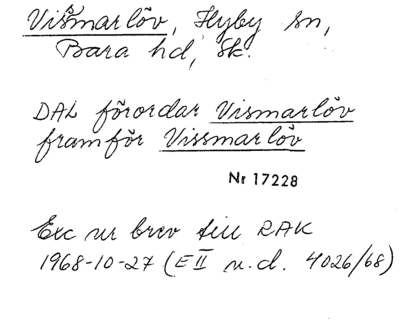 Vismarlöv, Hyby sn,
Bara hd, Sk.
DAL förordar Vismarlöv
framför Vissmarlöv
Nr 17228
Exc ur brev till RAK
1968-10-27 (E II u.d. 4026/68)